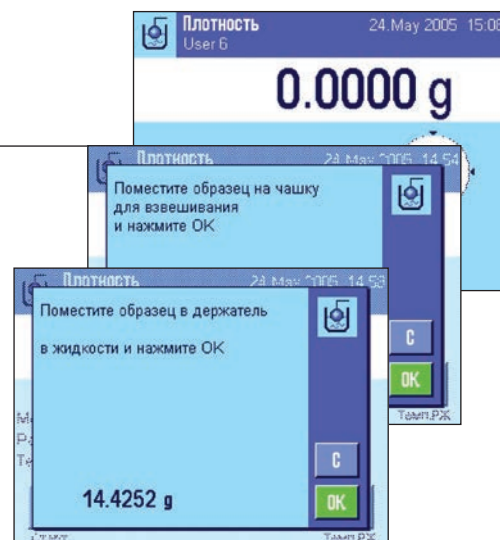 Плотность 24.May 2005 15:08
User 6
0.0000 g
Плотность 24.May 2005 14:54
Поместите образец на чашку
для взвешивания
и нажмите OK
C
OK
Темп.РЖ
Плотность 24.May 2005 14:53
Поместите образец в держатель
в жидкости и нажмите OK
14.4252 g
C
OK
Старт Темп.РЖ